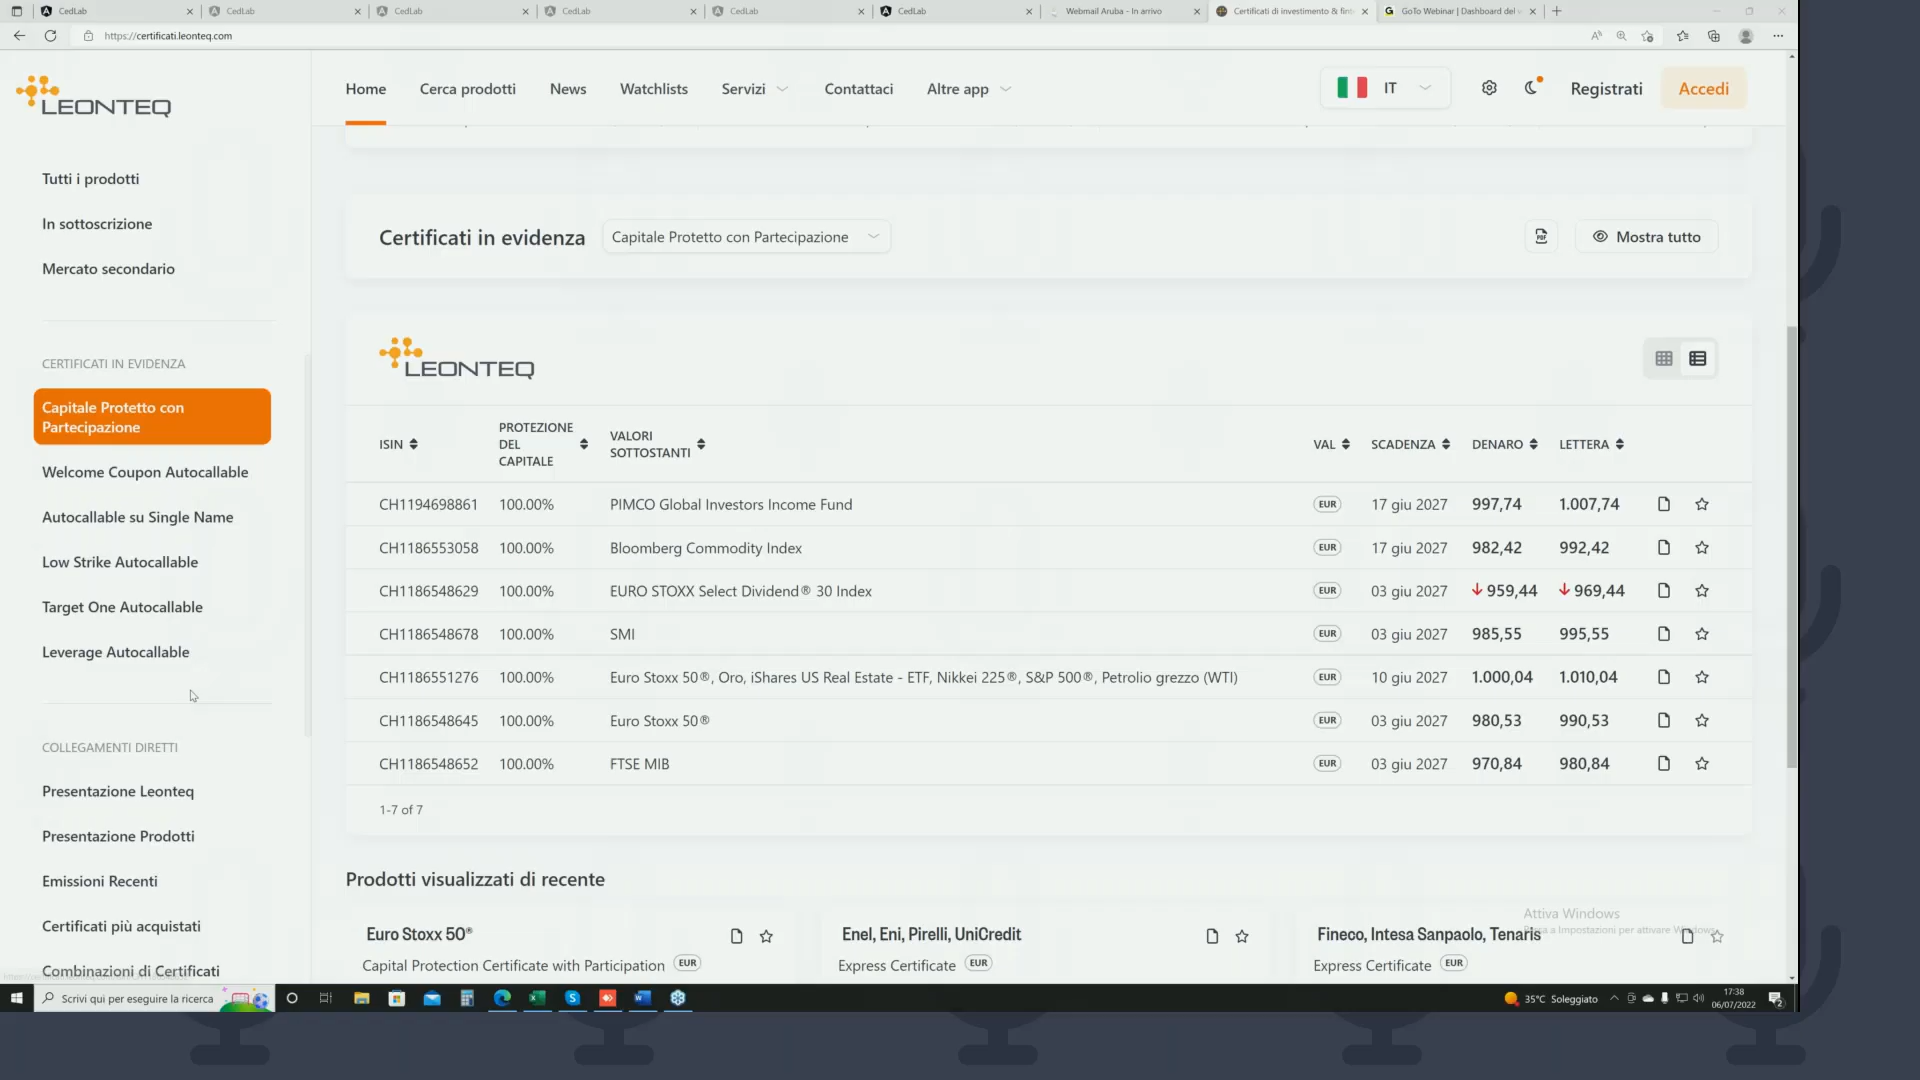 CedLab
CedLab
CedLab
CedLab
CedLab
CedLab
Webmail Aruba - In arrivo
Certificati di investimento & fint
GoTo Webinar | Dashboard del
https://certificati.leonteq.com
LEONTEQ
Home
Cerca prodotti
News
Watchlists
Servizi
Contattaci
Altre app
IT
Registrati
Accedi
Tutti i prodotti
In sottoscrizione
Mercato secondario
CERTIFICATI IN EVIDENZA
Capitale Protetto con
Partecipazione
Welcome Coupon Autocallable
Autocallable su Single Name
Low Strike Autocallable
Target One Autocallable
Leverage Autocallable
COLLEGAMENTI DIRETTI
Presentazione Leonteq
Presentazione Prodotti
Emissioni Recenti
Certificati più acquistati
Combinazioni di Certificati
Certificati in evidenza
Capitale Protetto con Partecipazione
PDF
Mostra tutto
LEONTEQ
ISIN
PROTEZIONE
DEL
CAPITALE
VALORI
SOTTOSTANTI
VAL
SCADENZA
DENARO
LETTERA
CH1194698861 100.00% PIMCO Global Investors Income Fund EUR 17 giu 2027 997,74 1.007,74
CH1186553058 100.00% Bloomberg Commodity Index EUR 17 giu 2027 982,42 992,42
CH1186548629 100.00% EURO STOXX Select Dividend® 30 Index EUR 03 giu 2027 959,44 969,44
CH1186548678 100.00% SMI EUR 03 giu 2027 985,55 995,55
CH1186551276 100.00% Euro Stoxx 50®, Oro, iShares US Real Estate - ETF, Nikkei 225®, S&P 500®, Petrolio grezzo (WTI) EUR 10 giu 2027 1.000,04 1.010,04
CH1186548645 100.00% Euro Stoxx 50® EUR 03 giu 2027 980,53 990,53
CH1186548652 100.00% FTSE MIB EUR 03 giu 2027 970,84 980,84
1-7 of 7
Prodotti visualizzati di recente
Euro Stoxx 50®
Capital Protection Certificate with Participation EUR
Enel, Eni, Pirelli, UniCredit
Express Certificate EUR
Fineco, Intesa Sanpaolo, Tenaris
Express Certificate EUR
Attiva Windows
Passa a Impostazioni per attivare Windows.
Scrivi qui per eseguire la ricerca
35°C Soleggiato
17:38
06/07/2022
2